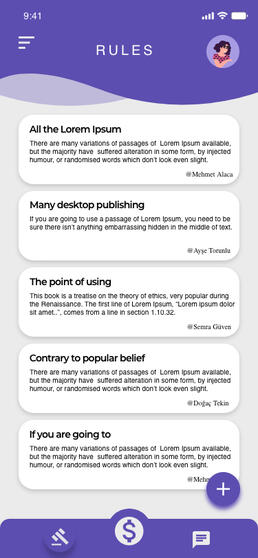 9:41
RULES
All the Lorem Ipsum
There are many variations of passages of Lorem Ipsum available,
but the majority have suffered alteration in some form, by injected
humour, or randomised words which don't look even slight.
@Mehmet Alaca
Many desktop publishing
If you are going to use a passage of Lorem Ipsum, you need to be
sure there isn't anything embarrassing hidden in the middle of text.
@Ayşe Torunlu
The point of using
This book is a treatise on the theory of ethics, very popular during
the Renaissance. The first line of Lorem Ipsum, "Lorem ipsum dolor
sit amet..", comes from a line in section 1.10.32.
@Semra Güven
Contrary to popular belief
There are many variations of passages of Lorem Ipsum available,
but the majority have suffered alteration in some form, by injected
humour, or randomised words which don't look even slight.
@Doğaç Tekin
If you are going to
There are many variations of passages of Lorem Ipsum available,
but the majority have suffered alteration in some form, by injected
humour, or randomised words which don't look even slight.